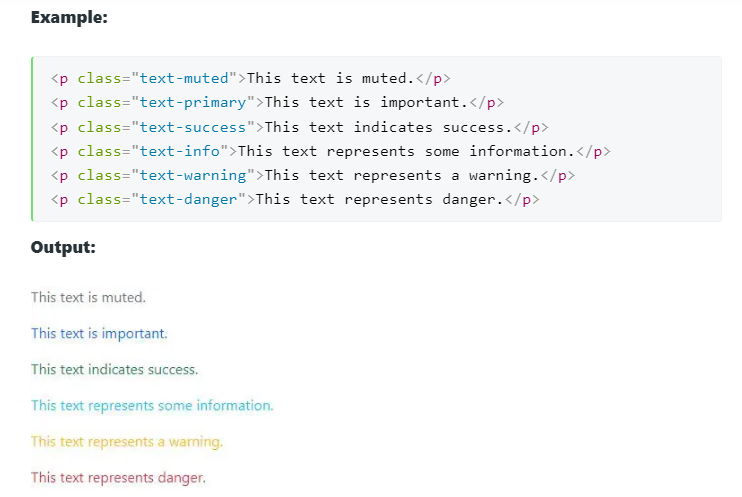 Example:
<p class="text-muted">This text is muted.</p>
<p class="text-primary">This text is important.</p>
<p class="text-success">This text indicates success.</p>
<p class="text-info">This text represents some information.</p>
<p class="text-warning">This text represents a warning.</p>
<p class="text-danger">This text represents danger.</p>
Output:
This text is muted.
This text is important.
This text indicates success.
This text represents some information.
This text represents a warning.
This text represents danger.